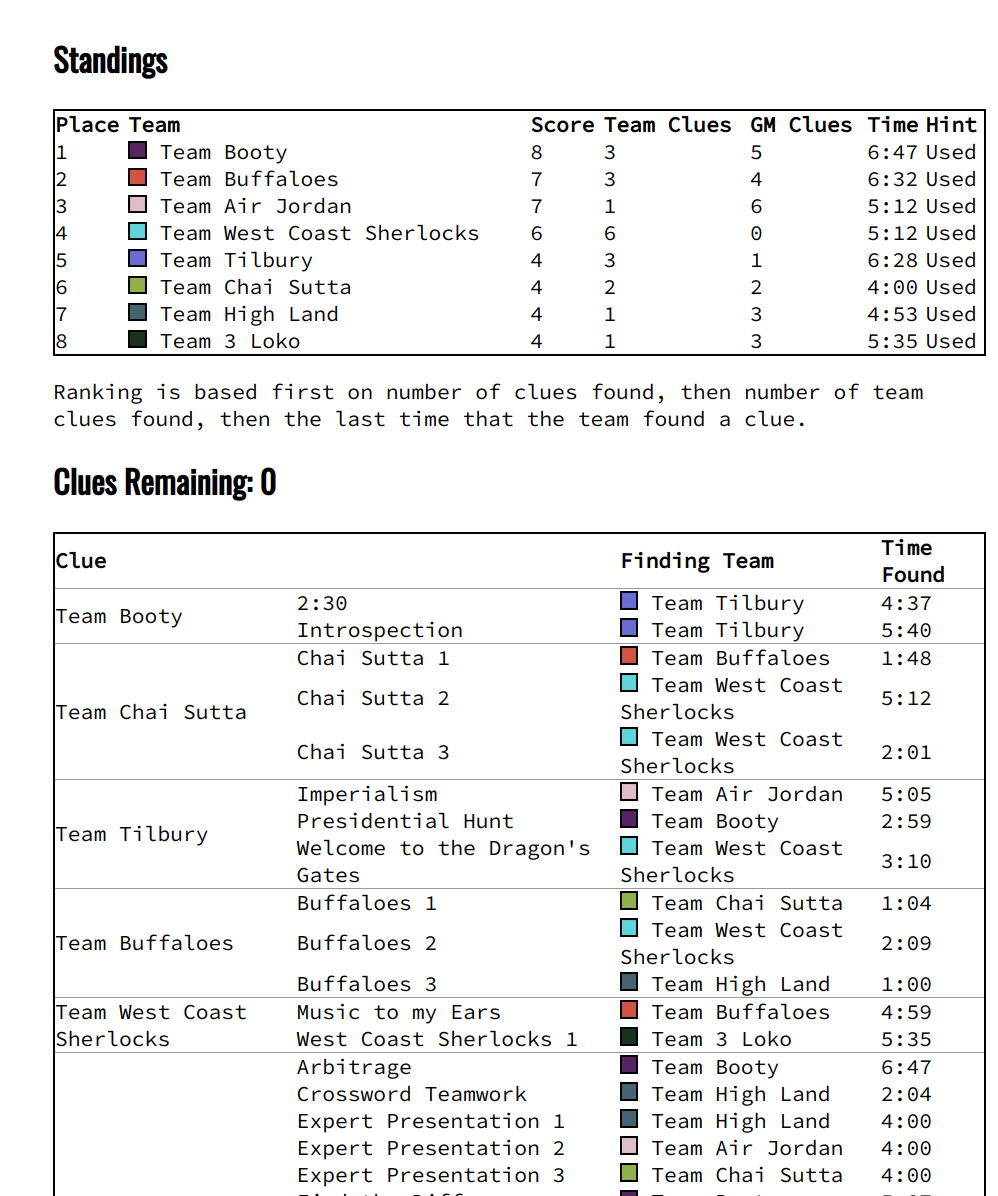 Standings
Place Team Score Team Clues GM Clues Time Hint
1 Team Booty 8 3 5 6:47 Used
2 Team Buffaloes 7 3 4 6:32 Used
3 Team Air Jordan 7 1 6 5:12 Used
4 Team West Coast Sherlocks 6 6 0 5:12 Used
5 Team Tilbury 4 3 1 6:28 Used
6 Team Chai Sutta 4 2 2 4:00 Used
7 Team High Land 4 1 3 4:53 Used
8 Team 3 Loko 4 1 3 5:35 Used
Ranking is based first on number of clues found, then number of team
clues found, then the last time that the team found a clue.
Clues Remaining: 0
Clue Finding Team Time
Found
Team Booty
2:30 Team Tilbury 4:37
Introspection Team Tilbury 5:40
Team Chai Sutta
Chai Sutta 1 Team Buffaloes 1:48
Chai Sutta 2 Team West Coast
Sherlocks 5:12
Chai Sutta 3 Team West Coast
Sherlocks 2:01
Team Tilbury
Imperialism Team Air Jordan 5:05
Presidential Hunt Team Booty 2:59
Welcome to the Dragon's
Gates Team West Coast
Sherlocks 3:10
Team Buffaloes
Buffaloes 1 Team Chai Sutta 1:04
Buffaloes 2 Team West Coast
Sherlocks 2:09
Buffaloes 3 Team High Land 1:00
Team West Coast
Sherlocks
Music to my Ears Team Buffaloes 4:59
West Coast Sherlocks 1 Team 3 Loko 5:35
Arbitrage Team Booty 6:47
Crossword Teamwork Team High Land 2:04
Expert Presentation 1 Team High Land 4:00
Expert Presentation 2 Team Air Jordan 4:00
Expert Presentation 3 Team Chai Sutta 4:00